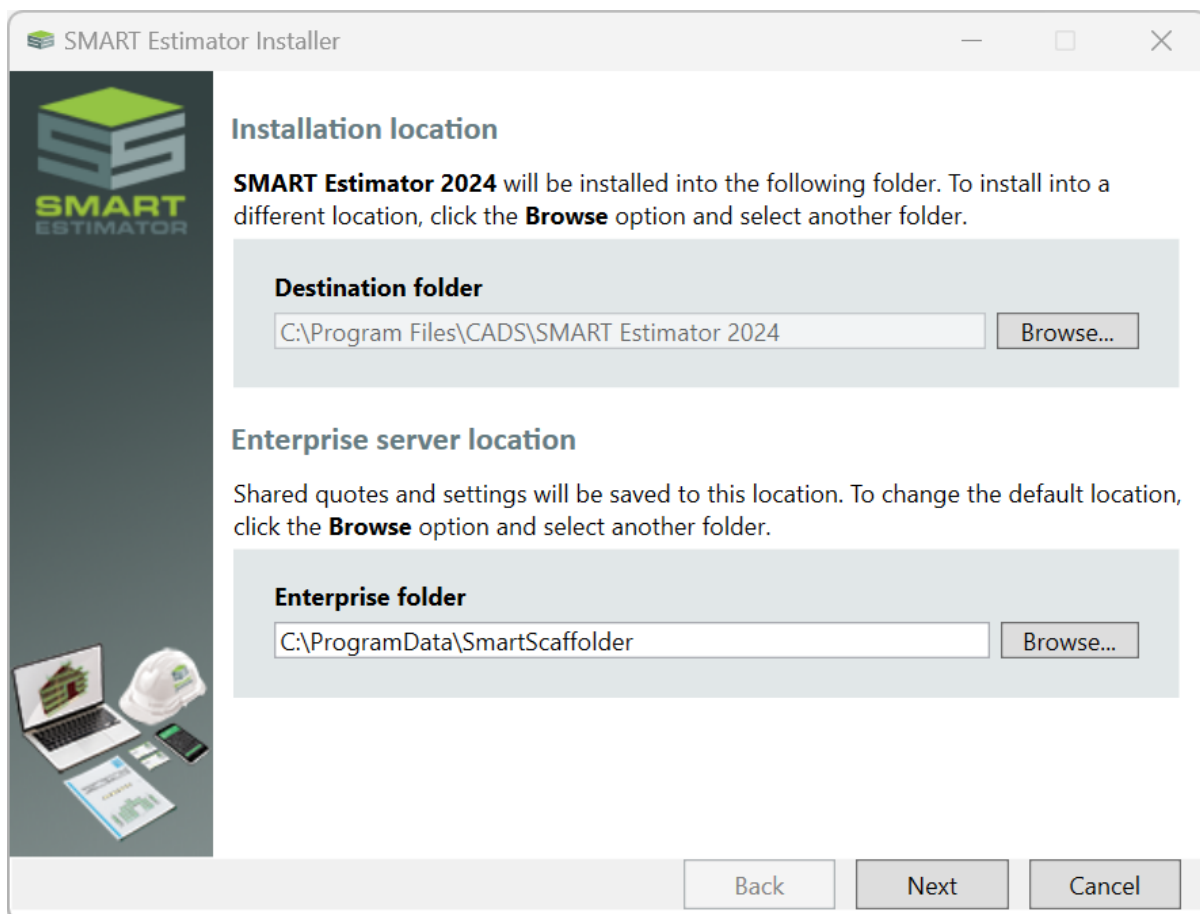 SMART Estimator Installer
SMART
ESTIMATOR
Installation location
SMART Estimator 2024 will be installed into the following folder. To install into a
different location, click the Browse option and select another folder.
Destination folder
C:\Program Files\CADS\SMART Estimator 2024
Browse...
Enterprise server location
Shared quotes and settings will be saved to this location. To change the default location,
click the Browse option and select another folder.
Enterprise folder
C:\ProgramData\SmartScaffolder
Browse...
Back
Next
Cancel